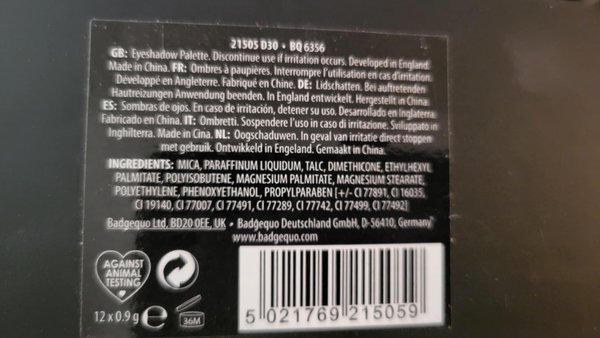 21505 D30 • BQ 6356
GB: Eyeshadow Palette. Discontinue use if irritation occurs. Developed in England.
Made in China. FR: Ombres à paupières. Interrompre l'utilisation en cas d'irritation.
Développé en Angleterre. Fabriqué en Chine. DE: Lidschatten. Bei auftretenden
Hautreizungen Anwendung beenden. In England entwickelt. Hergestellt in China.
ES: Sombras de ojos. En caso de irritación, detener su uso. Desarrollado en Inglaterra.
Fabricado en China. IT: Ombretti. Sospendere l'uso in caso di irritazione. Sviluppato in
Inghilterra. Made in Cina. NL: Oogschaduwen. In geval van irritatie direct stoppen
met gebruik. Ontwikkeld in Engeland. Gemaakt in China.
INGREDIENTS: MICA, PARAFFINUM LIQUIDUM, TALC, DIMETHICONE, ETHYLHEXYL
PALMITATE, POLYISOBUTENE, MAGNESIUM PALMITATE, MAGNESIUM STEARATE,
POLYETHYLENE, PHENOXYETHANOL, PROPYLPARABEN [+/- CI 77891, CI 16035,
CI 19140, CI 77007, CI 77491, CI 77289, CI 77742, CI 77499, CI 77492]
Badgequo Ltd, BD20 0EE, UK • Badgequo Deutschland GmbH, D-56410, Germany
www.badgequo.com
AGAINST
ANIMAL
TESTING
12 x 0.9 g e
36M
5 021769 215059